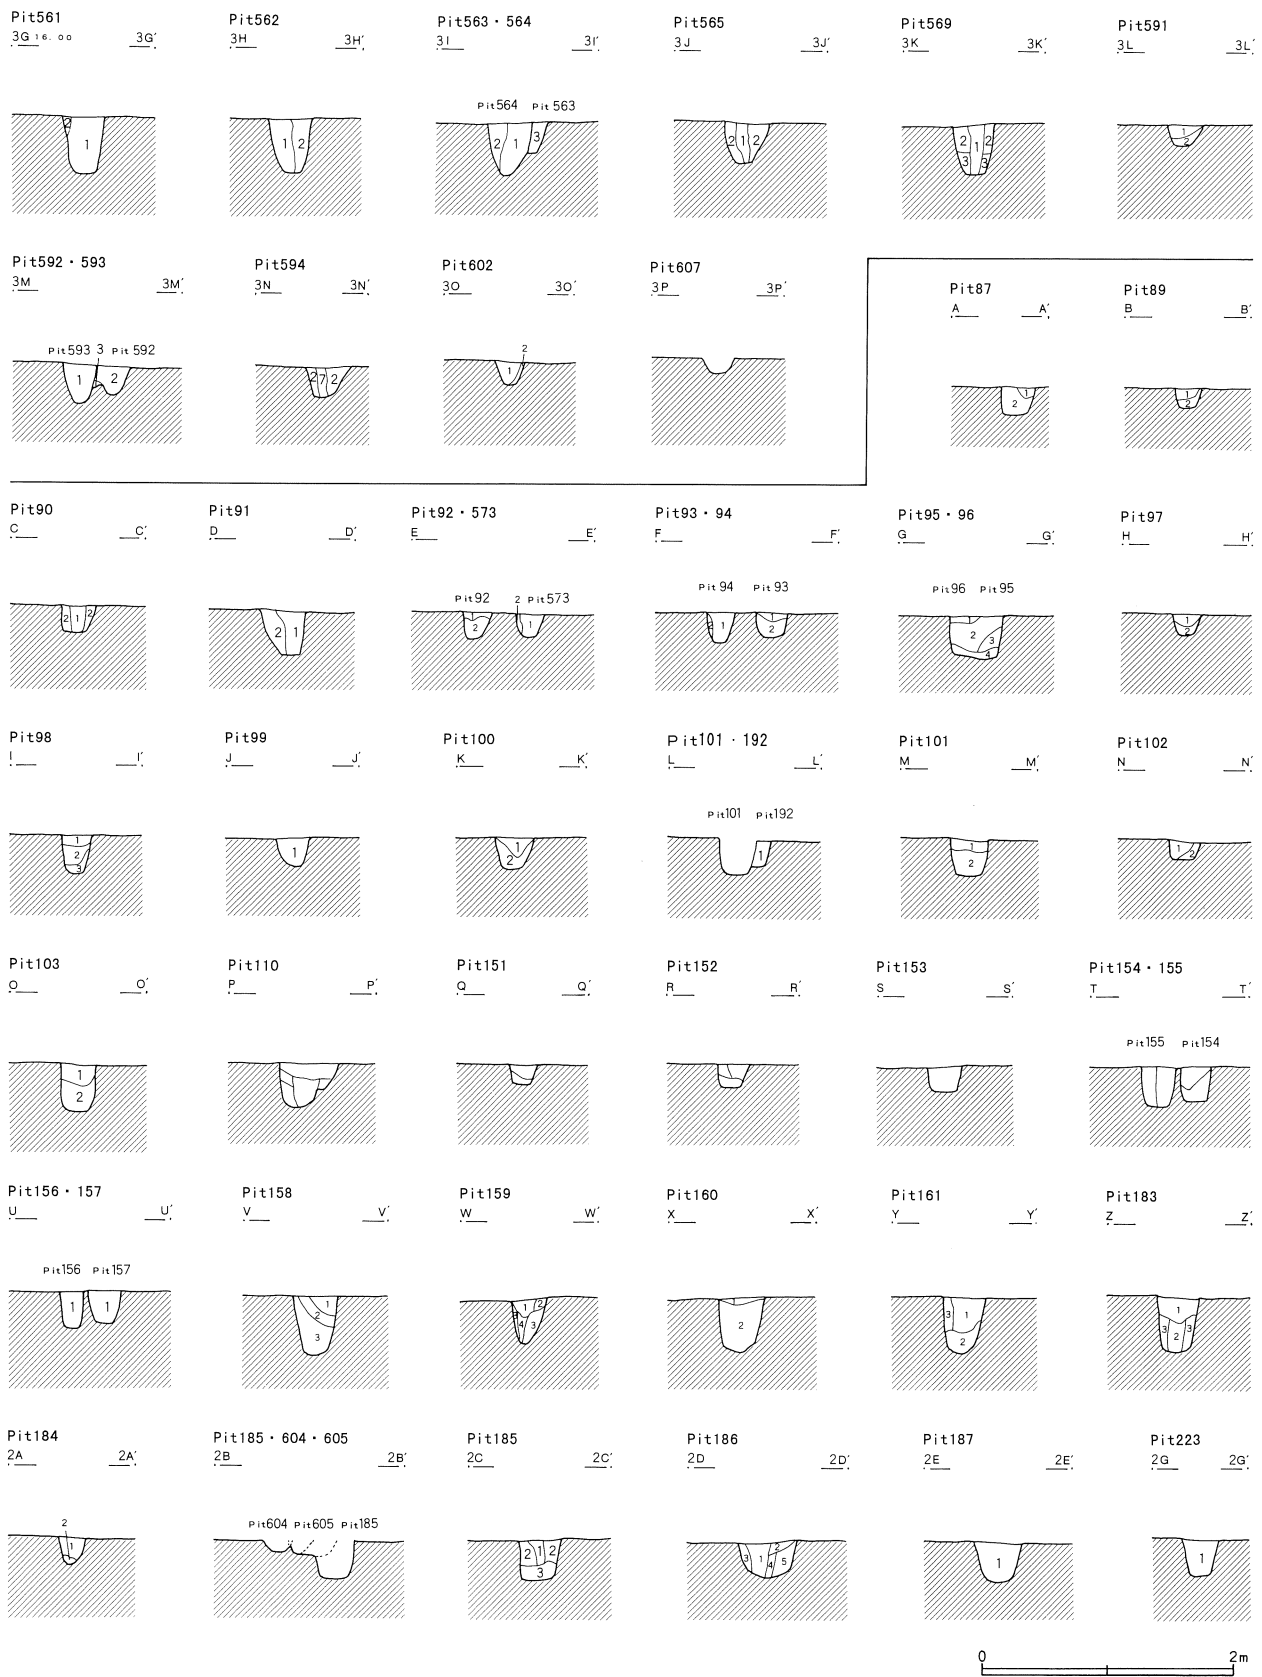 Pit561 Pit562 Pit563・564 Pit565 Pit569 Pit591
3G 16.00 3G′ 3H 3H′ 3I 3I′ 3J 3J′ 3K 3K′ 3L 3L′
Pit564 Pit563
2 1 1 2 2 1 3 2 1 2 2 1 2 3 3 1 2
Pit592・593 Pit594 Pit602 Pit607
3M 3M′ 3N 3N′ 3O 3O′ 3P 3P′
Pit87 Pit89
A A′ B B′
Pit593 3 Pit592 2
1 2 2 7 2 1
1 2 1 2
Pit90 Pit91 Pit92・573 Pit93・94 Pit95・96 Pit97
C C′ D D′ E E′ F F′ G G′ H H′
Pit92 2 Pit573 Pit94 Pit93 Pit96 Pit95
2 1 2 2 1 2 1 2 1 2 2 3 4 1 2
Pit98 Pit99 Pit100 Pit101・192 Pit101 Pit102
I I′ J J′ K K′ L L′ M M′ N N′
Pit101 Pit192
1 2 3 1 1 2 1 1 2 1 2
Pit103 Pit110 Pit151 Pit152 Pit153 Pit154・155
O O′ P P′ Q Q′ R R′ S S′ T T′
Pit155 Pit154
1 2
Pit156・157 Pit158 Pit159 Pit160 Pit161 Pit183
U U′ V V′ W W′ X X′ Y Y′ Z Z′
Pit156 Pit157
1 1 1 2 3 1 2 4 3 2 3 1 2 1 3 2 3
Pit184 Pit185・604・605 Pit185 Pit186 Pit187 Pit223
2A 2A′ 2B 2B′ 2C 2C′ 2D 2D′ 2E 2E′ 2G 2G′
2 Pit604 Pit605 Pit185
1 2 1 2 3 3 1 2 4 5 1 1
0 2m